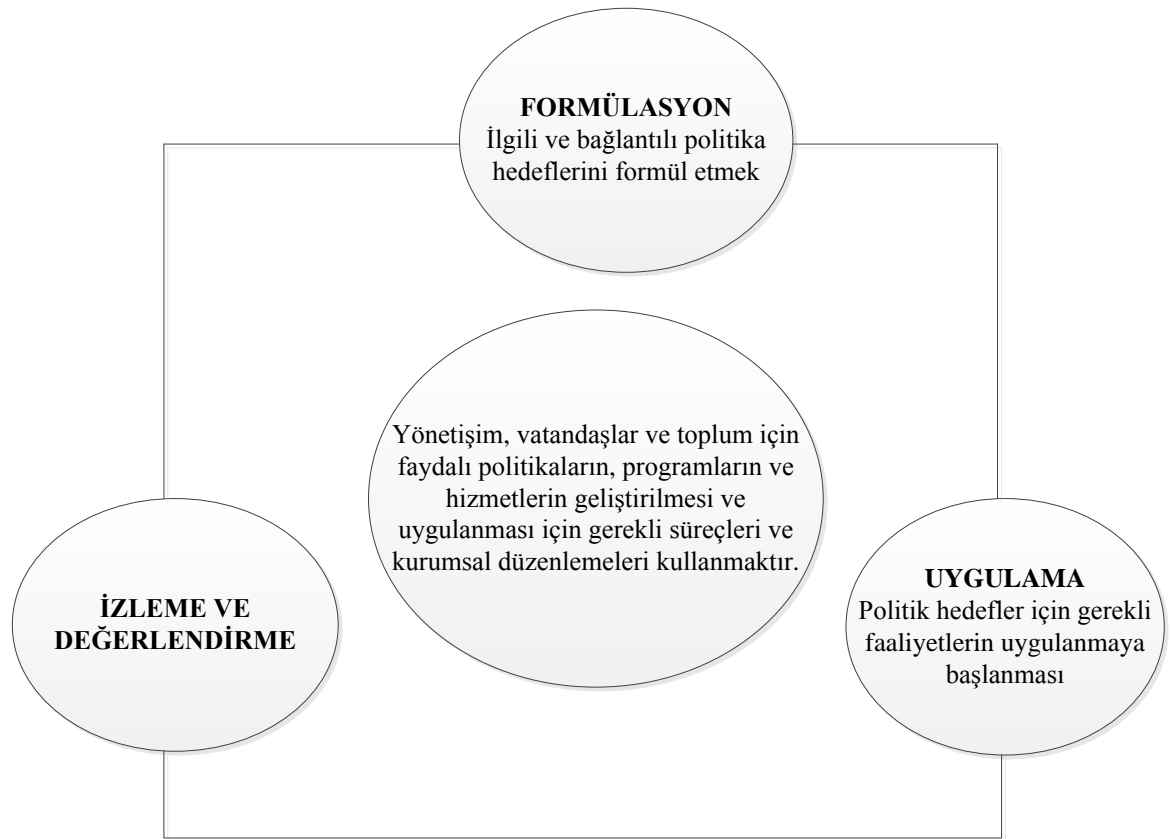 FORMÜLASYON
İlgili ve bağlantılı politika
hedeflerini formül etmek
Yönetişim, vatandaşlar ve toplum için
faydalı politikaların, programların ve
hizmetlerin geliştirilmesi ve
uygulanması için gerekli süreçleri ve
kurumsal düzenlemeleri kullanmaktır.
İZLEME VE
DEĞERLENDİRME
UYGULAMA
Politik hedefler için gerekli
faaliyetlerin uygulanmaya
başlanması